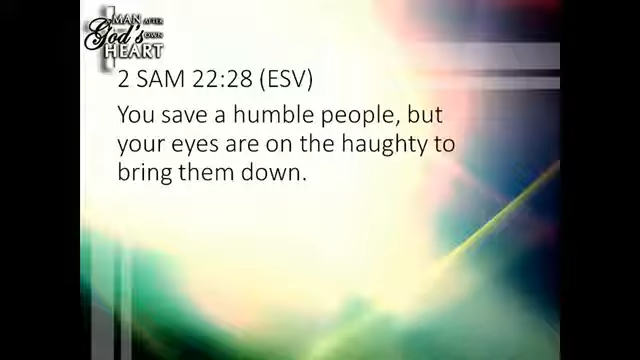 MAN AFTER
God's OWN
HEART
2 SAM 22:28 (ESV)
You save a humble people, but
your eyes are on the haughty to
bring them down.